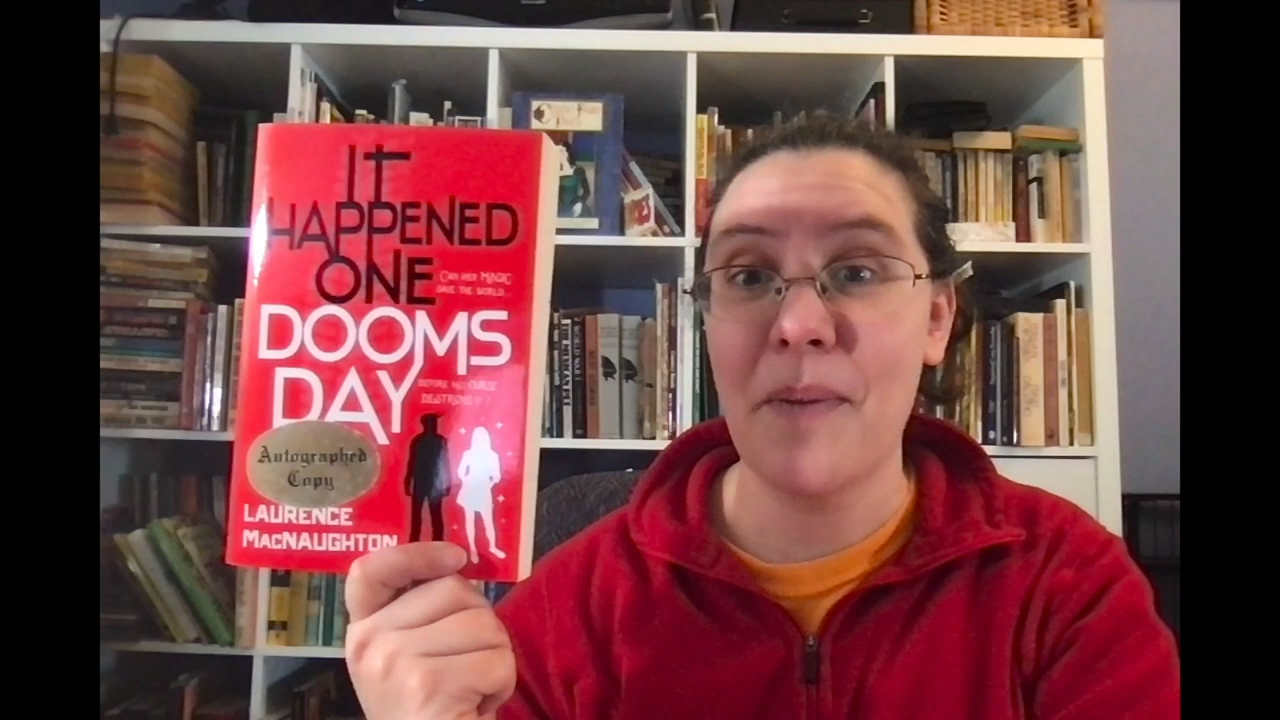 IT
HAPPENED
ONE
CAN HER MAGIC
SAVE THE WORLD...
DOOMS
DAY
BEFORE HIS CURSE
DESTROYS IT?
Autographed
Copy
LAURENCE
MACNAUGHTON